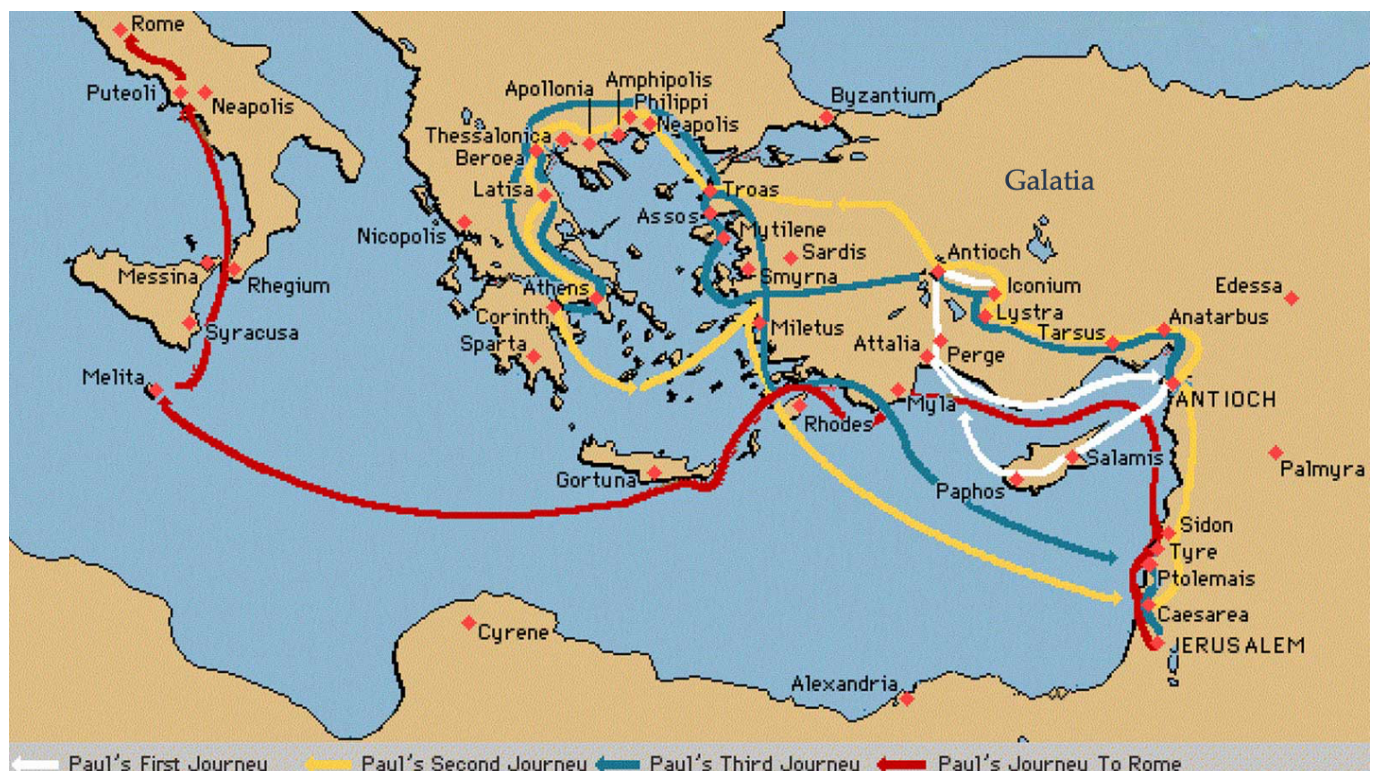 Rome
Puteoli
Neapolis
Apollonia
Amphipolis
Philippi
Neapolis
Byzantium
Thessalonica
Beroea
Latisa
Troas
Galatia
Assos
Nicopolis
Mytilene
Sardis
Smyrna
Antioch
Messina
Rhegium
Athens
Iconium
Edessa
Corinth
Lystra
Anatarbus
Syracusa
Sparta
Miletus
Tarsus
Attalia
Perge
Melita
Myla
ANTIOCH
Rhodes
Salamis
Palmyra
Gortuna
Paphos
Sidon
Tyre
Ptolemais
Caesarea
Cyrene
JERUSALEM
Alexandria
Paul's First Journey
Paul's Second Journey
Paul's Third Journey
Paul's Journey To Rome